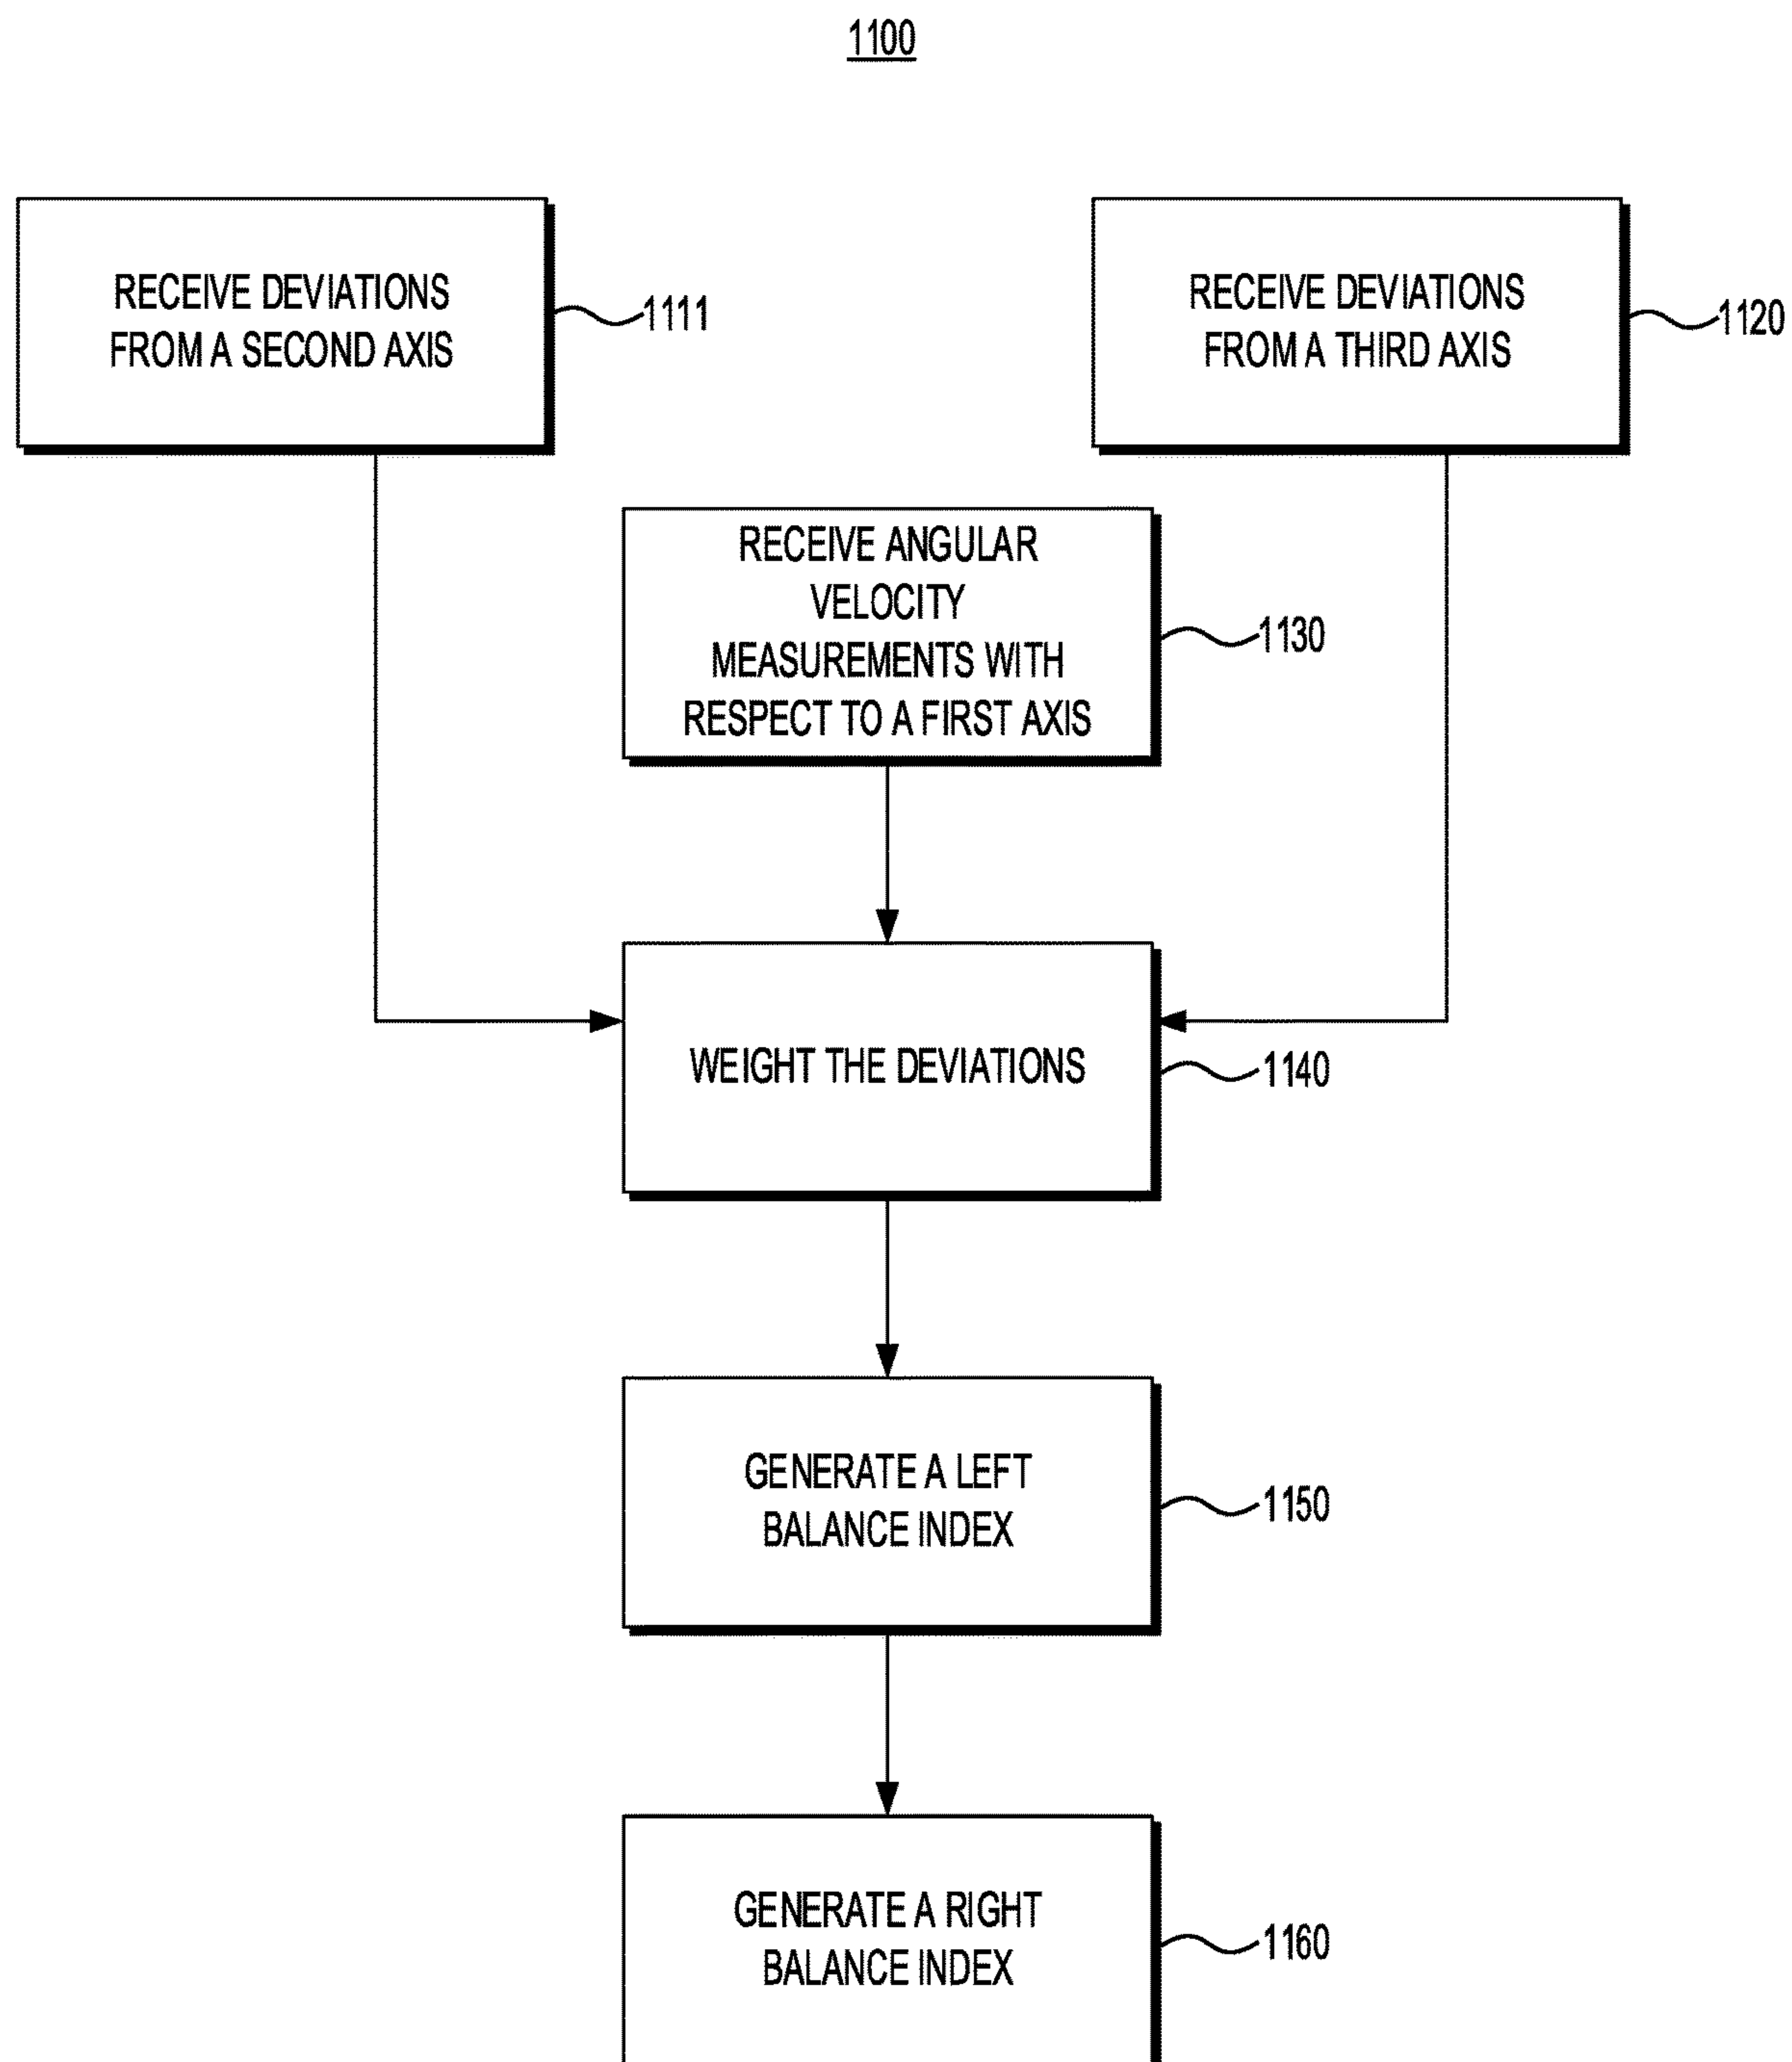 1100
RECEIVE DEVIATIONS
FROM A SECOND AXIS
1111
RECEIVE DEVIATIONS
FROM A THIRD AXIS
1120
RECEIVE ANGULAR
VELOCITY
MEASUREMENTS WITH
RESPECT TO A FIRST AXIS
1130
WEIGHT THE DEVIATIONS
1140
GENERATE A LEFT
BALANCE INDEX
1150
GENERATE A RIGHT
BALANCE INDEX
1160